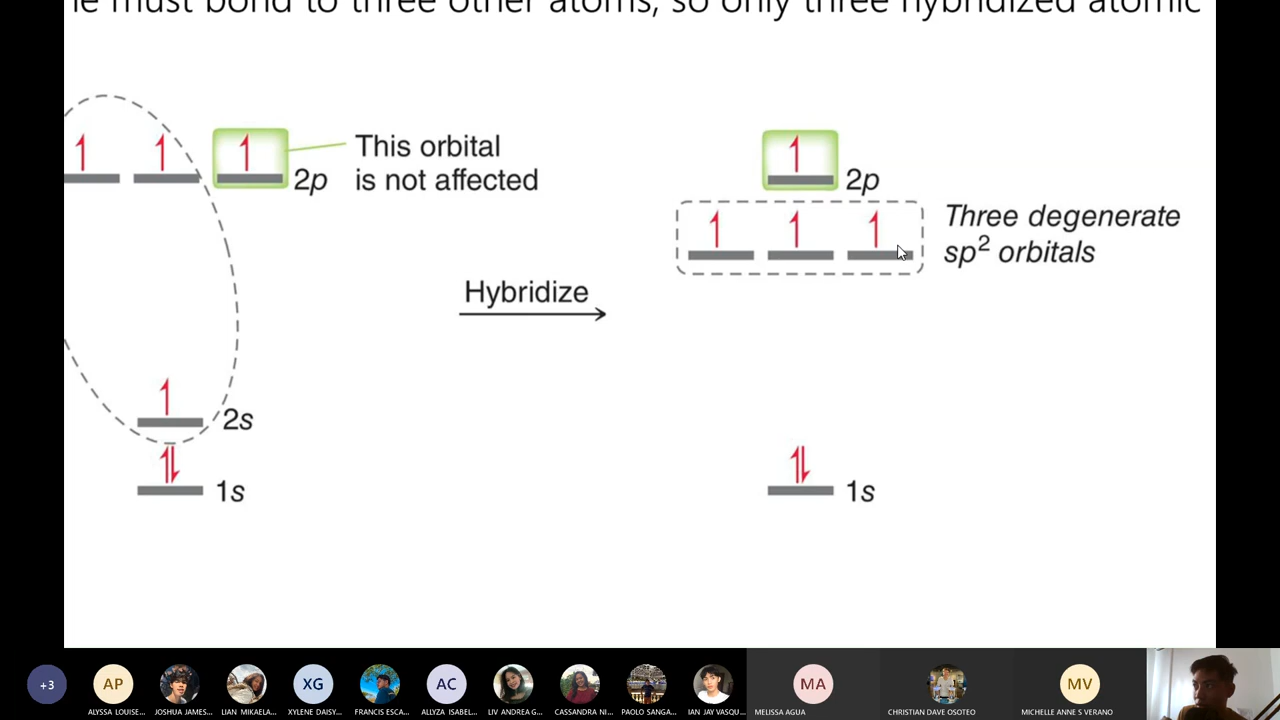 le must bond to three other atoms, so only three hybridized atomic
This orbital
is not affected
2p
2p
Three degenerate
sp² orbitals
Hybridize
2s
1s
1s
+3
AP
XG
AC
MA
MV
ALYSSA LOUISE...
JOSHUA JAMES...
LIAN MIKAELA...
XYLENE DAISY...
FRANCIS ESCA...
ALLYZA ISABEL...
LIV ANDREA G...
CASSANDRA NI...
PAOLO SANGA...
IAN JAY VASQU...
MELISSA AGUA
CHRISTIAN DAVE OSOTEO
MICHELLE ANNE S VERANO